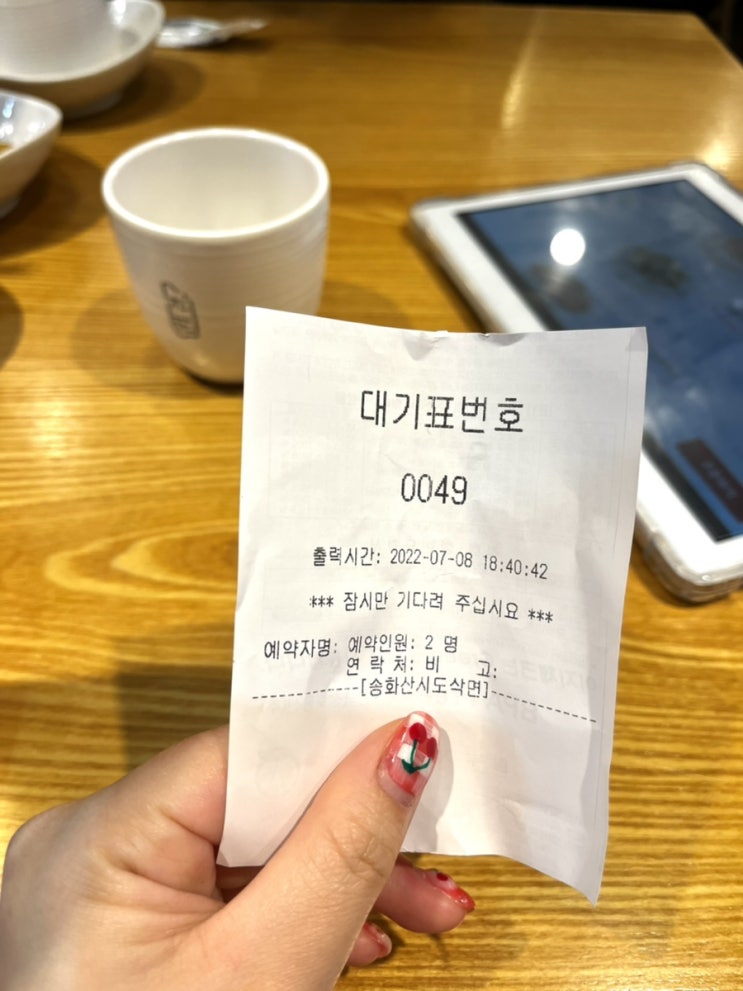 대기표번호
0049
출력시간: 2022-07-08 18:40:42
*** 잠시만 기다려 주십시요 ***
예약자명: 예약인원: 2 명
연 락 처: 비 고:
-----------[송화산시도삭면]-----------